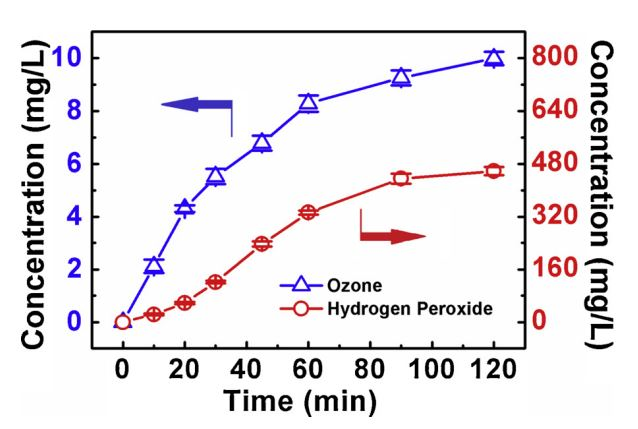 Concentration (mg/L)
10
8
6
4
2
0
800
640
480
320
160
0
Concentration (mg/L)
Ozone
Hydrogen Peroxide
0 20 40 60 80 100 120
Time (min)